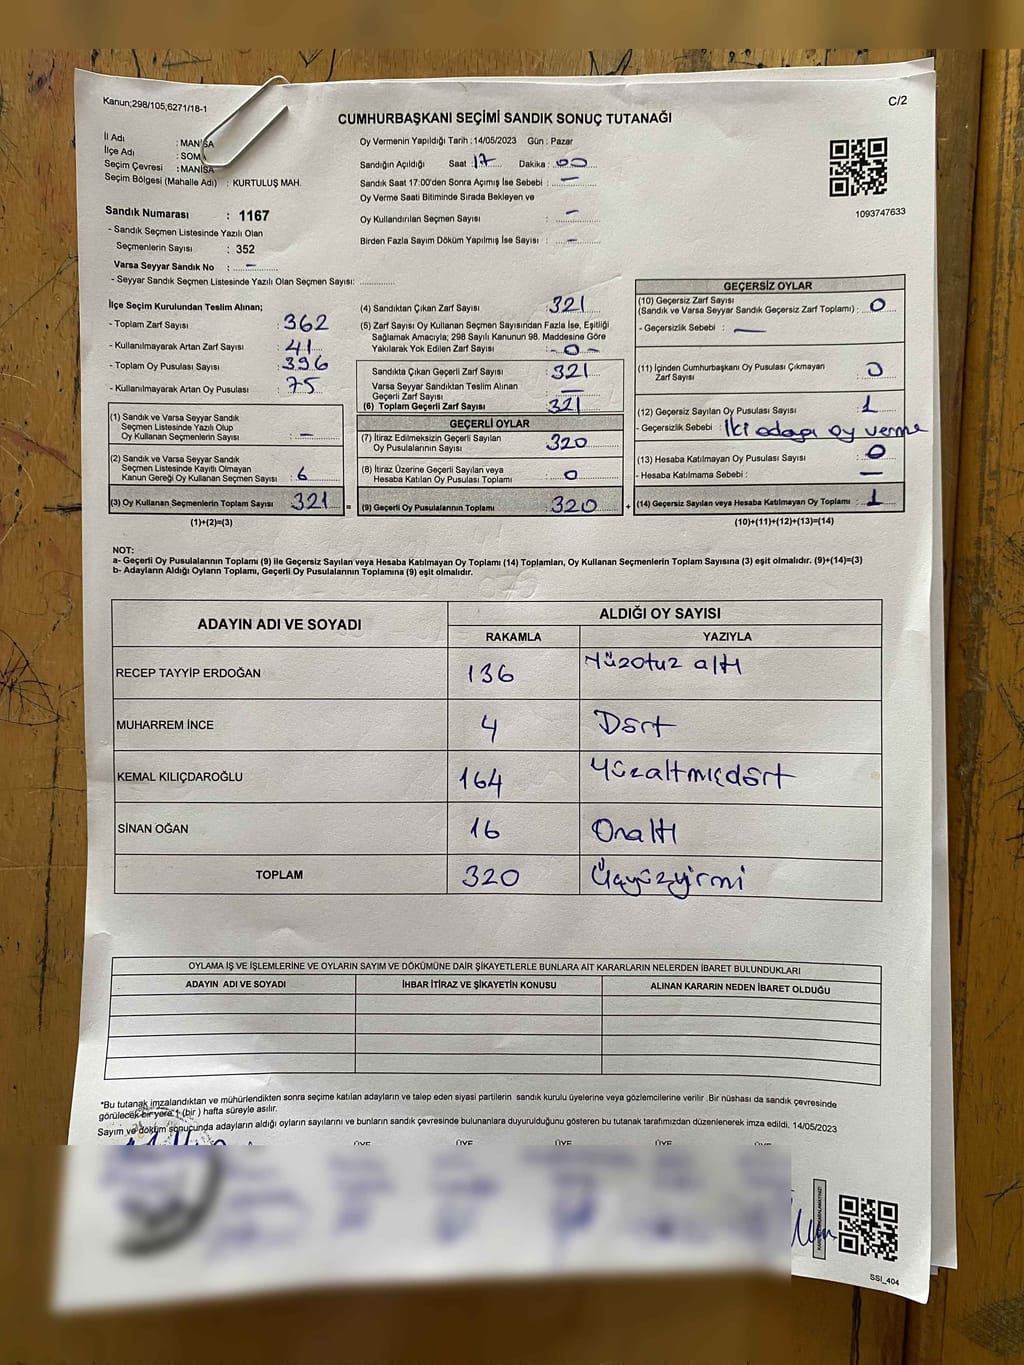 Kanun;298/105;6271/18-1
C/2
CUMHURBAŞKANI SEÇİMİ SANDIK SONUÇ TUTANAĞI
İl Adı : MANİSA
İlçe Adı : SOMA
Seçim Çevresi : MANİSA
Seçim Bölgesi (Mahalle Adı) : KURTULUŞ MAH.
Oy Vermenin Yapıldığı Tarih :14/05/2023 Gün : Pazar
Sandığın Açıldığı Saat 17 Dakika : 00
Sandık Saat 17:00'den Sonra Açımış İse Sebebi : —
Oy Verme Saati Bitiminde Sırada Bekleyen ve
Oy Kullandırılan Seçmen Sayısı : —
Birden Fazla Sayım Döküm Yapılmış İse Sayısı : —
1093747633
Sandık Numarası : 1167
- Sandık Seçmen Listesinde Yazılı Olan
Seçmenlerin Sayısı : 352
Varsa Seyyar Sandık No : —
- Seyyar Sandık Seçmen Listesinde Yazılı Olan Seçmen Sayısı:
İlçe Seçim Kurulundan Teslim Alınan;
- Toplam Zarf Sayısı : 362
- Kullanılmayarak Artan Zarf Sayısı : 41
- Toplam Oy Pusulası Sayısı : 396
- Kullanılmayarak Artan Oy Pusulası : 75
(1) Sandık ve Varsa Seyyar Sandık
Seçmen Listesinde Yazılı Olup
Oy Kullanan Seçmenlerin Sayısı : —
(2) Sandık ve Varsa Seyyar Sandık
Seçmen Listesinde Kayıtlı Olmayan
Kanun Gereği Oy Kullanan Seçmen Sayısı : 6
(3) Oy Kullanan Seçmenlerin Toplam Sayısı : 321 =
(1)+(2)=(3)
(4) Sandıktan Çıkan Zarf Sayısı : 321
(5) Zarf Sayısı Oy Kullanan Seçmen Sayısından Fazla İse, Eşitliği
Sağlamak Amacıyla; 298 Sayılı Kanunun 98. Maddesine Göre
Yakılarak Yok Edilen Zarf Sayısı : -0-
Sandıkta Çıkan Geçerli Zarf Sayısı : 321
Varsa Seyyar Sandıktan Teslim Alınan
Geçerli Zarf Sayısı : —
(6) Toplam Geçerli Zarf Sayısı : 321
GEÇERLİ OYLAR
(7) İtiraz Edilmeksizin Geçerli Sayılan
Oy Pusulalarının Sayısı : 320
(8) İtiraz Üzerine Geçerli Sayılan veya
Hesaba Katılan Oy Pusulası Toplamı : 0
(9) Geçerli Oy Pusulalarının Toplamı : 320 +
GEÇERSİZ OYLAR
(10) Geçersiz Zarf Sayısı
(Sandık ve Varsa Seyyar Sandık Geçersiz Zarf Toplamı) : 0
- Geçersizlik Sebebi : —
(11) İçinden Cumhurbaşkanı Oy Pusulası Çıkmayan
Zarf Sayısı : 0
(12) Geçersiz Sayılan Oy Pusulası Sayısı : 1
- Geçersizlik Sebebi : İki adaya oy verme
(13) Hesaba Katılmayan Oy Pusulası Sayısı : 0
- Hesaba Katılmama Sebebi : —
(14) Geçersiz Sayılan veya Hesaba Katılmayan Oy Toplamı : 1
(10)+(11)+(12)+(13)=(14)
NOT:
a- Geçerli Oy Pusulalarının Toplamı (9) ile Geçersiz Sayılan veya Hesaba Katılmayan Oy Toplamı (14) Toplamları, Oy Kullanan Seçmenlerin Toplam Sayısına (3) eşit olmalıdır. (9)+(14)=(3)
b- Adayların Aldığı Oyların Toplamı, Geçerli Oy Pusulalarının Toplamına (9) eşit olmalıdır.
ADAYIN ADI VE SOYADI
ALDIĞI OY SAYISI
RAKAMLA YAZIYLA
RECEP TAYYİP ERDOĞAN 136 Yüzotuz altı
MUHARREM İNCE 4 Dört
KEMAL KILIÇDAROĞLU 164 Yüzaltmışdört
SİNAN OĞAN 16 Onaltı
TOPLAM 320 Üçyüzyirmi
OYLAMA İŞ VE İŞLEMLERİNE VE OYLARIN SAYIM VE DÖKÜMÜNE DAİR ŞİKAYETLERLE BUNLARA AİT KARARLARIN NELERDEN İBARET BULUNDUKLARI
ADAYIN ADI VE SOYADI İHBAR İTİRAZ VE ŞİKAYETİN KONUSU ALINAN KARARIN NEDEN İBARET OLDUĞU
*Bu tutanak imzalandıktan ve mühürlendikten sonra seçime katılan adayların ve talep eden siyasi partilerin sandık kurulu üyelerine veya gözlemcilerine verilir .Bir nüshası da sandık çevresinde
görülecek bir yere 1 (bir ) hafta süreyle asılır.
Sayım ve döküm sonucunda adayların aldığı oyların sayılarını ve bunların sandık çevresinde bulunanlara duyurulduğunu gösteren bu tutanak tarafımızdan düzenlenerek imza edildi. 14/05/2023
ÜYE ÜYE ÜYE ÜYE ÜYE
SSI_404